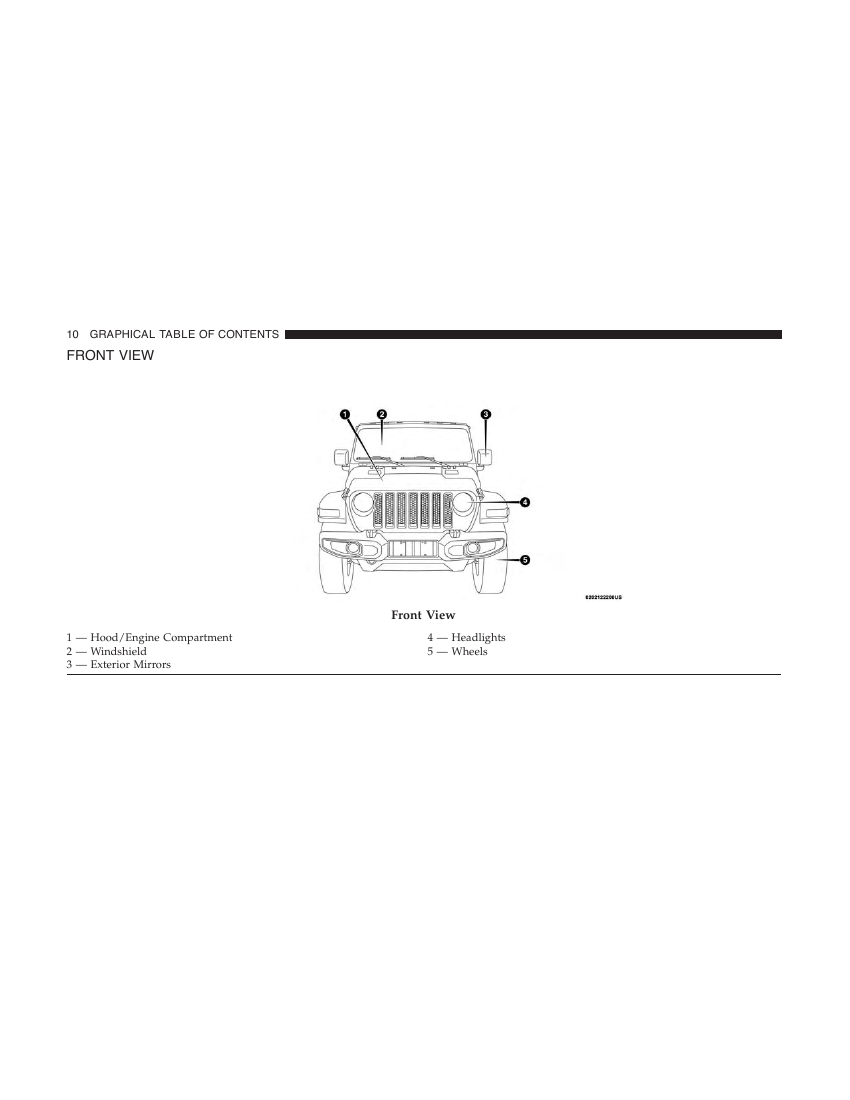 10 GRAPHICAL TABLE OF CONTENTS
FRONT VIEW
1
2
3
4
5
0202122208US
Front View
1 — Hood/Engine Compartment
2 — Windshield
3 — Exterior Mirrors
4 — Headlights
5 — Wheels